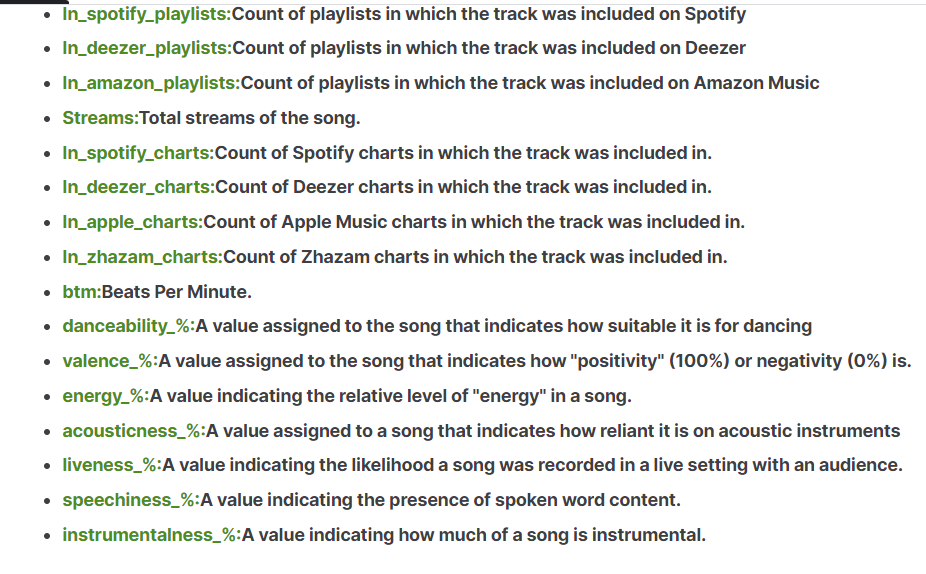 In_spotify_playlists:Count of playlists in which the track was included on Spotify
In_deezer_playlists:Count of playlists in which the track was included on Deezer
In_amazon_playlists:Count of playlists in which the track was included on Amazon Music
Streams:Total streams of the song.
In_spotify_charts:Count of Spotify charts in which the track was included in.
In_deezer_charts:Count of Deezer charts in which the track was included in.
In_apple_charts:Count of Apple Music charts in which the track was included in.
In_zhazam_charts:Count of Zhazam charts in which the track was included in.
btm:Beats Per Minute.
danceability_%:A value assigned to the song that indicates how suitable it is for dancing
valence_%:A value assigned to the song that indicates how "positivity" (100%) or negativity (0%) is.
energy_%:A value indicating the relative level of "energy" in a song.
acousticness_%:A value assigned to a song that indicates how reliant it is on acoustic instruments
liveness_%:A value indicating the likelihood a song was recorded in a live setting with an audience.
speechiness_%:A value indicating the presence of spoken word content.
instrumentalness_%:A value indicating how much of a song is instrumental.